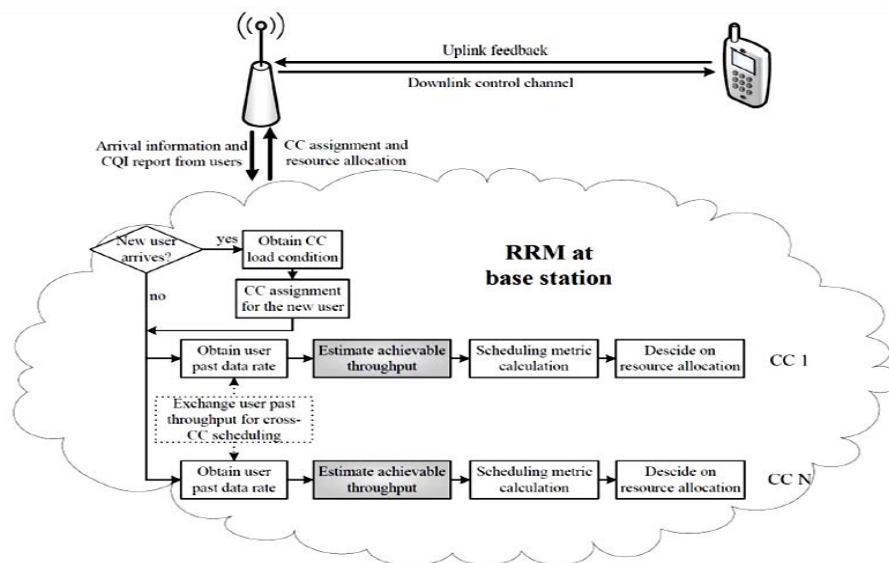 Uplink feedback
Downlink control channel
Arrival information and
CQI report from users
CC assignment and
resource allocation
New user
arrives?
yes
no
Obtain CC
load condition
CC assignment
for the new user
RRM at
base station
Obtain user
past data rate
Estimate achievable
throughput
Scheduling metric
calculation
Descide on
resource allocation
CC 1
Exchange user past
throughput for cross-
CC scheduling
Obtain user
past data rate
Estimate achievable
throughput
Scheduling metric
calculation
Descide on
resource allocation
CC N